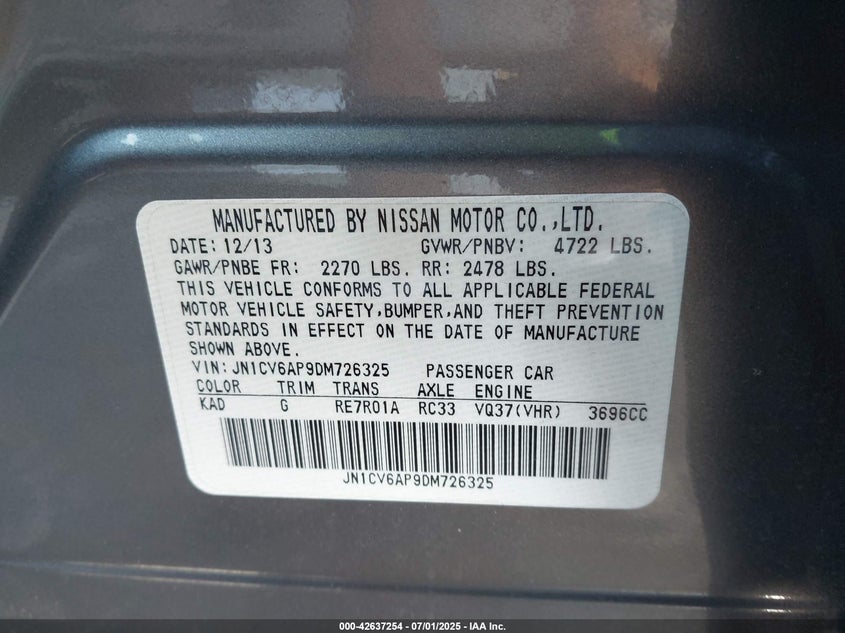 MANUFACTURED BY NISSAN MOTOR CO.,LTD.
DATE: 12/13 GVWR/PNBV: 4722 LBS.
GAWR/PNBE FR: 2270 LBS. RR: 2478 LBS.
THIS VEHICLE CONFORMS TO ALL APPLICABLE FEDERAL
MOTOR VEHICLE SAFETY,BUMPER,AND THEFT PREVENTION
STANDARDS IN EFFECT ON THE DATE OF MANUFACTURE
SHOWN ABOVE.
VIN:JN1CV6AP9DM726325 PASSENGER CAR
COLOR TRIM TRANS AXLE ENGINE
KAD G RE7R01A RC33 VQ37(VHR) 3696CC
JN1CV6AP9DM726325
000-42637254 - 07/01/2025 - IAA Inc.